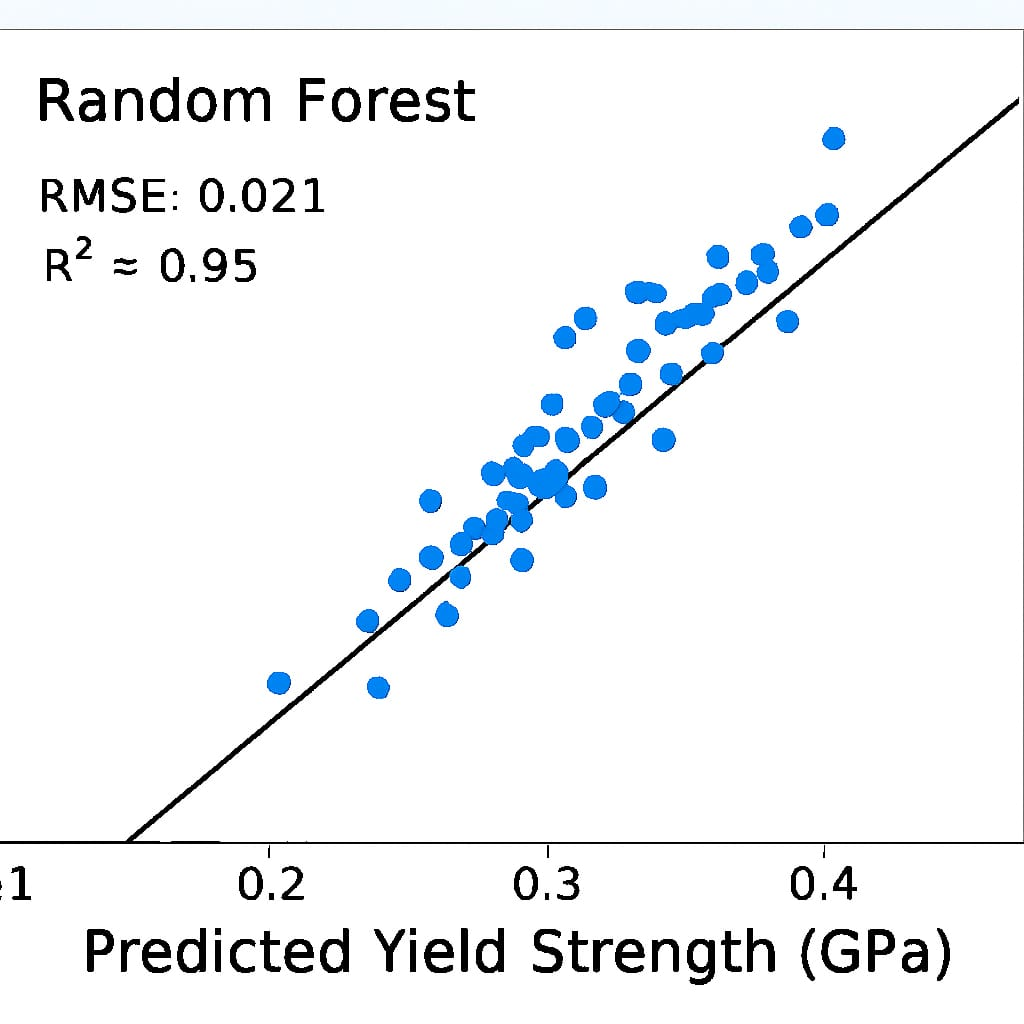 Random Forest
RMSE: 0.021
R² ≈ 0.95
0.2 0.3 0.4
Predicted Yield Strength (GPa)